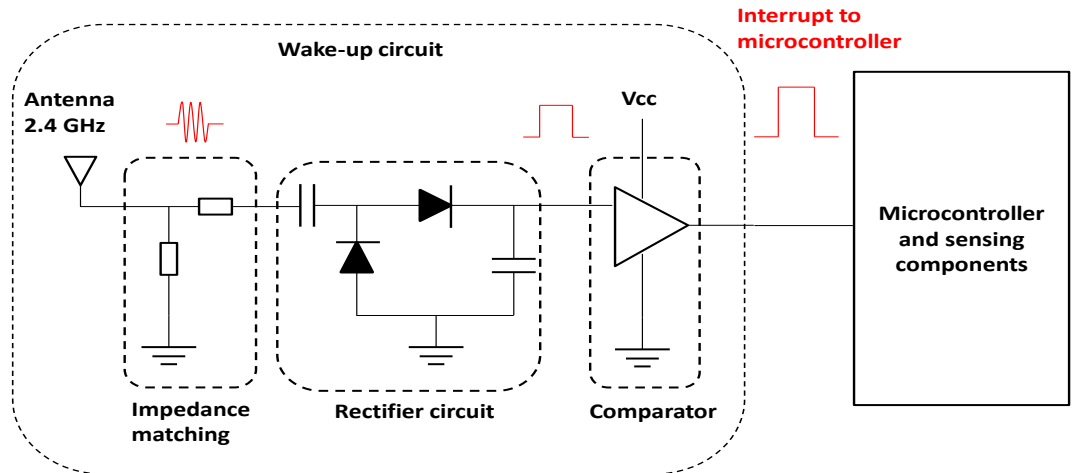 Interrupt to
microcontroller
Wake-up circuit
Antenna
2.4 GHz
Vcc
Microcontroller
and sensing
components
Impedance
matching
Rectifier circuit
Comparator